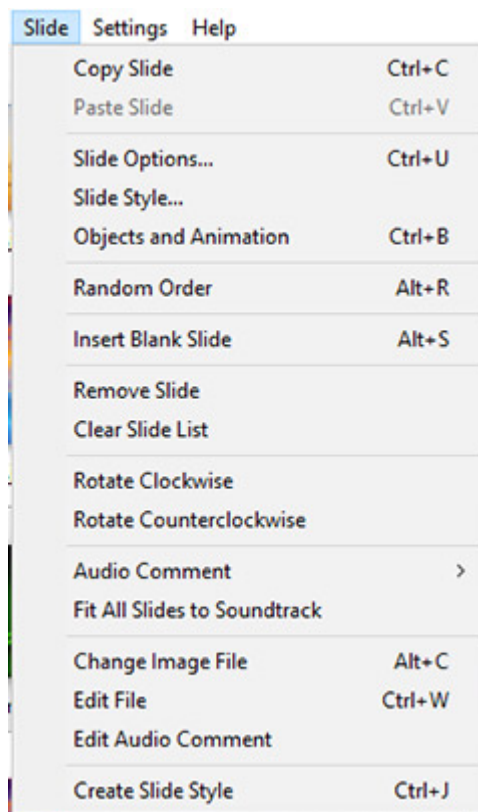 Slide Settings Help
Copy Slide Ctrl+C
Paste Slide Ctrl+V
Slide Options... Ctrl+U
Slide Style...
Objects and Animation Ctrl+B
Random Order Alt+R
Insert Blank Slide Alt+S
Remove Slide
Clear Slide List
Rotate Clockwise
Rotate Counterclockwise
Audio Comment >
Fit All Slides to Soundtrack
Change Image File Alt+C
Edit File Ctrl+W
Edit Audio Comment
Create Slide Style Ctrl+J